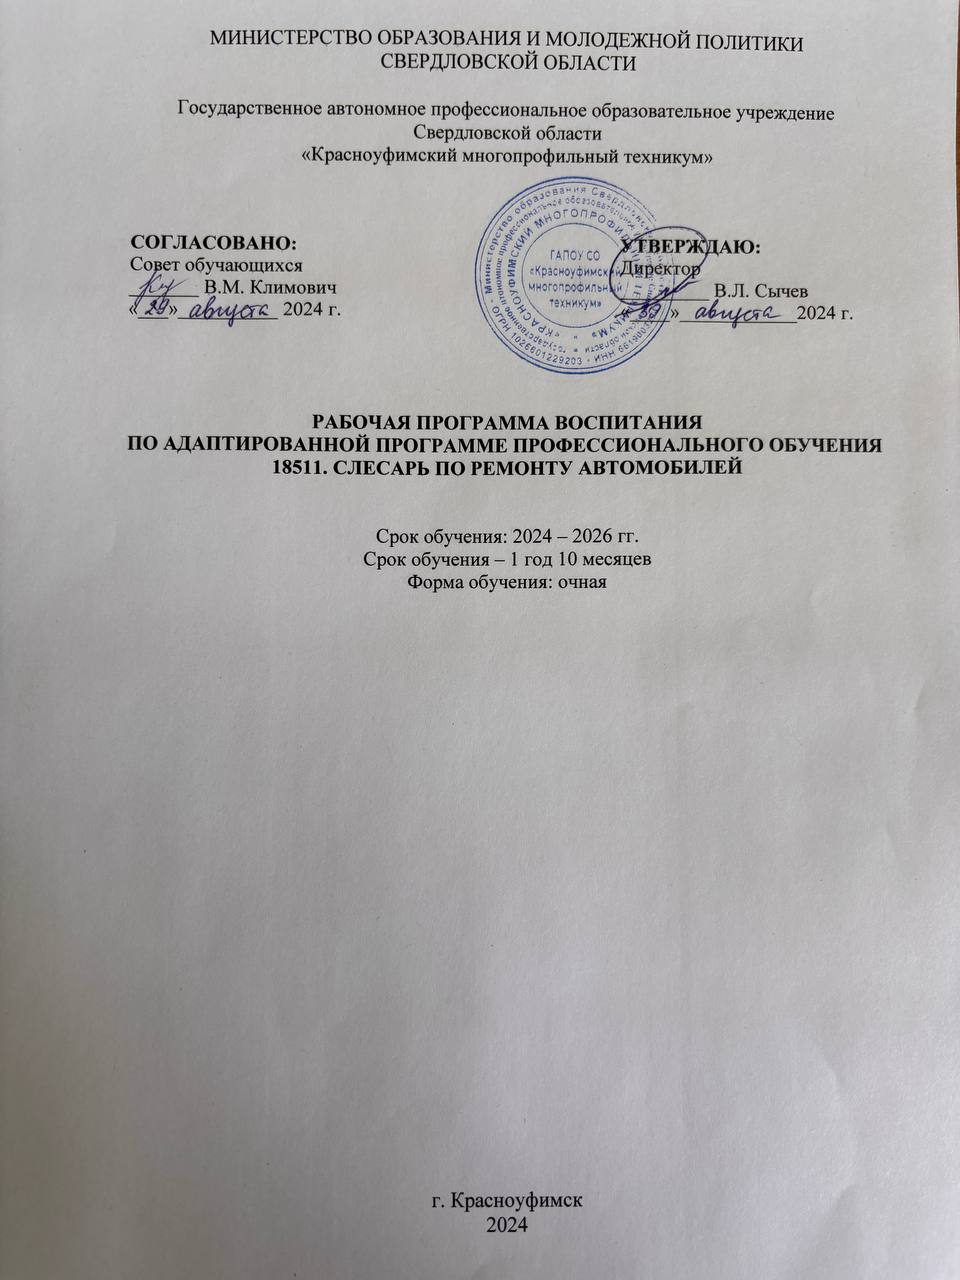 МИНИСТЕРСТВО ОБРАЗОВАНИЯ И МОЛОДЕЖНОЙ ПОЛИТИКИ
СВЕРДЛОВСКОЙ ОБЛАСТИ
Государственное автономное профессиональное образовательное учреждение
Свердловской области
«Красноуфимский многопрофильный техникум»
СОГЛАСОВАНО:
Совет обучающихся
В.М. Климович
«29» августа 2024 г.
ГАПОУ СО
«Красноуфимский
многопрофильный
техникум»
УТВЕРЖДАЮ:
Директор
В.Л. Сычев
» августа 2024 г.
РАБОЧАЯ ПРОГРАММА ВОСПИТАНИЯ
ПО АДАПТИРОВАННОЙ ПРОГРАММЕ ПРОФЕССИОНАЛЬНОГО ОБУЧЕНИЯ
18511. СЛЕСАРЬ ПО РЕМОНТУ АВТОМОБИЛЕЙ
Срок обучения: 2024 – 2026 гг.
Срок обучения – 1 год 10 месяцев
Форма обучения: очная
г. Красноуфимск
2024